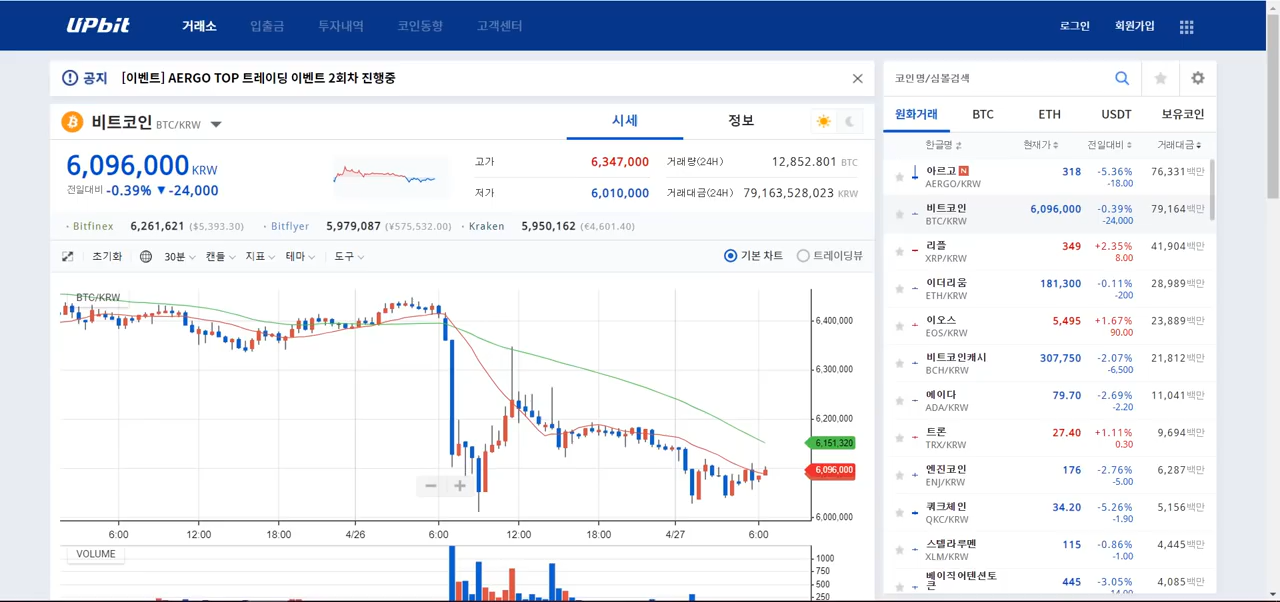 UPbit 거래소 입출금 투자내역 코인동향 고객센터 로그인 회원가입
공지 [이벤트] AERGO TOP 트레이딩 이벤트 2회차 진행중
비트코인 BTC/KRW 시세 정보
6,096,000 KRW
전일대비 -0.39% ▼-24,000
고가 6,347,000 거래량(24H) 12,852.801 BTC
저가 6,010,000 거래대금(24H) 79,163,528,023 KRW
· Bitfinex 6,261,621 ($5,393.30) · Bitflyer 5,979,087 (¥575,532.00) · Kraken 5,950,162 (€4,601.40)
초기화 30분 캔들 지표 테마 도구 기본 차트 트레이딩뷰
BTC/KRW
6,400,000
6,300,000
6,200,000
6,151,320
6,096,000
6,000,000
6:00 12:00 18:00 4/26 6:00 12:00 18:00 4/27 6:00
VOLUME
1000
750
500
250
코인명/심볼검색
원화거래 BTC ETH USDT 보유코인
한글명 현재가 전일대비 거래대금
아르고 N 318 -5.36% 76,331백만
AERGO/KRW -18.00
비트코인 6,096,000 -0.39% 79,164백만
BTC/KRW -24,000
리플 349 +2.35% 41,904백만
XRP/KRW 8.00
이더리움 181,300 -0.11% 28,989백만
ETH/KRW -200
이오스 5,495 +1.67% 23,889백만
EOS/KRW 90.00
비트코인캐시 307,750 -2.07% 21,812백만
BCH/KRW -6,500
에이다 79.70 -2.69% 11,041백만
ADA/KRW -2.20
트론 27.40 +1.11% 9,694백만
TRX/KRW 0.30
엔진코인 176 -2.76% 6,287백만
ENJ/KRW -5.00
쿼크체인 34.20 -5.26% 5,156백만
QKC/KRW -1.90
스텔라루멘 115 -0.86% 4,445백만
XLM/KRW -1.00
베이직어텐션토큰 445 -3.05% 4,085백만
-14.00